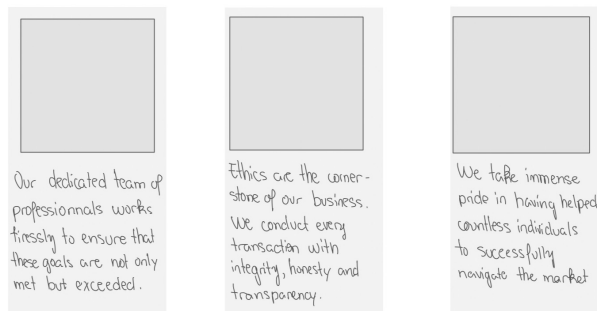 Our dedicated team of
professionnals works
tiressly to ensure that
these goals are not only
met but exceeded.
Ethics are the corner-
stone of our business.
We conduct every
transaction with
integrity, honesty and
transparency.
We take immense
pride in having helped
countless individuals
to successfully
navigate the market